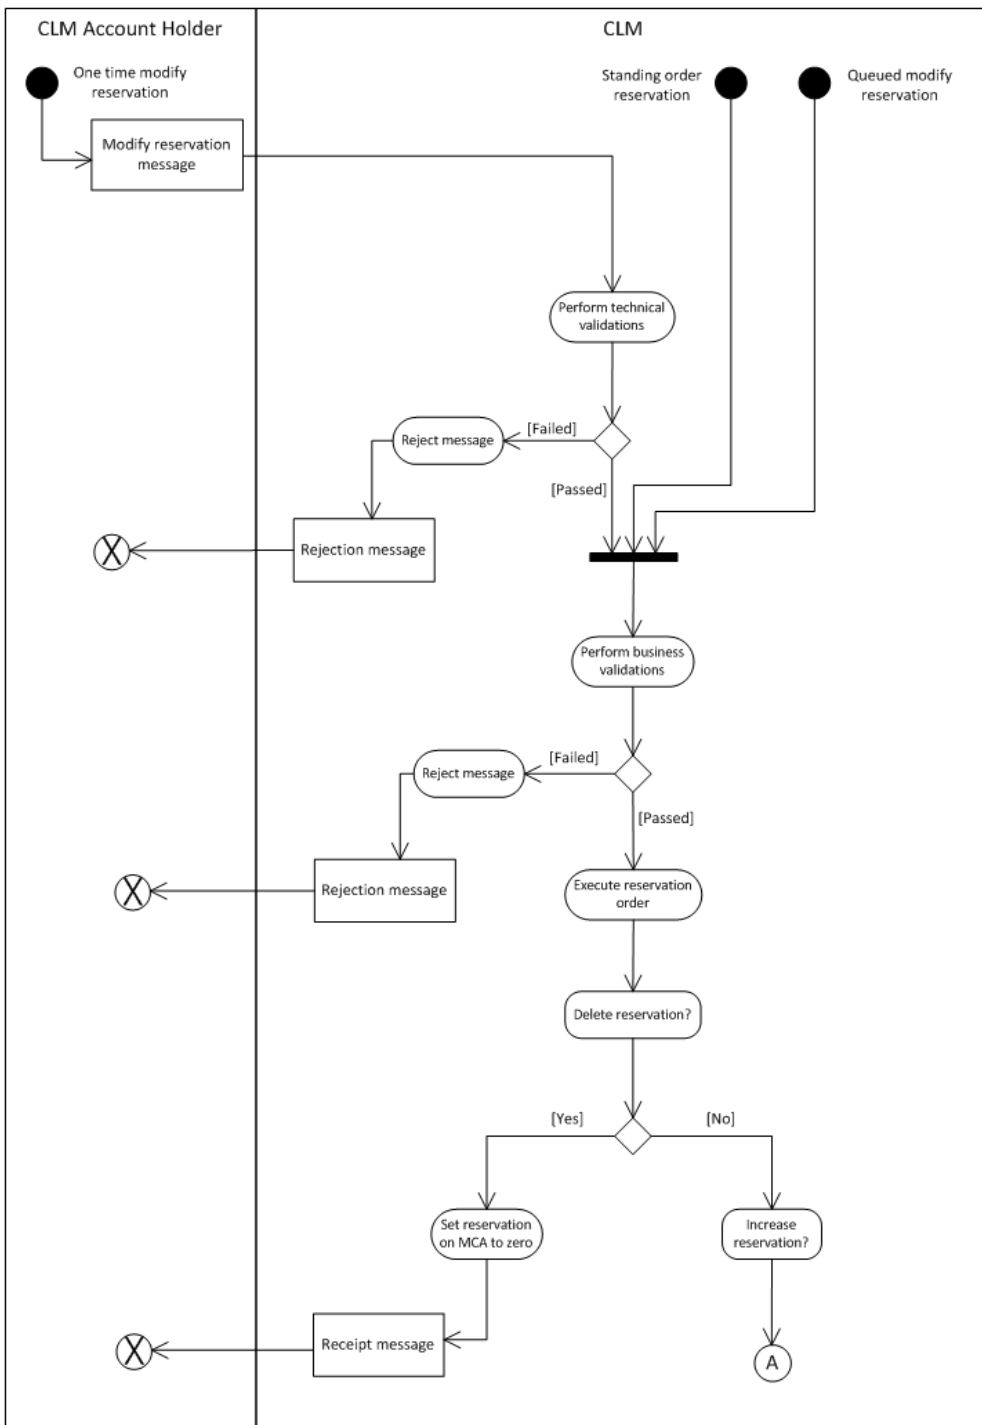 CLM Account Holder
CLM
One time modify
reservation
Standing order
reservation
Queued modify
reservation
Modify reservation
message
Perform technical
validations
Reject message
[Failed]
[Passed]
Rejection message
X
Perform business
validations
Reject message
[Failed]
[Passed]
Rejection message
X
Execute reservation
order
Delete reservation?
[Yes]
[No]
Set reservation
on MCA to zero
Increase
reservation?
Receipt message
X
A